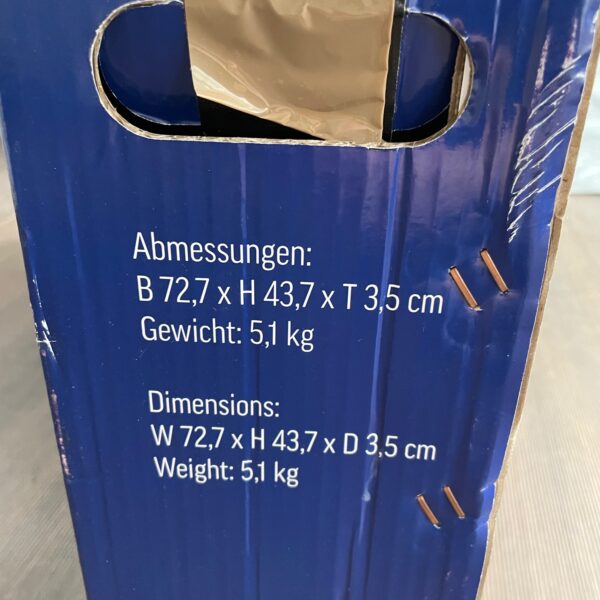 Abmessungen:
B 72,7 x H 43,7 x T 3,5 cm
Gewicht: 5,1 kg
Dimensions:
W 72,7 x H 43,7 x D 3,5 cm
Weight: 5,1 kg